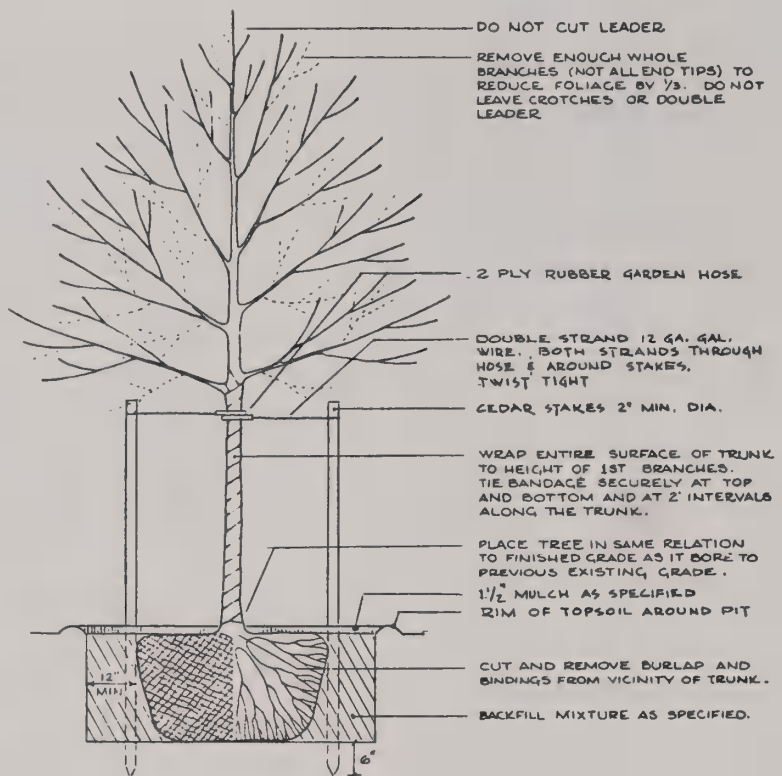 DO NOT CUT LEADER
REMOVE ENOUGH WHOLE
BRANCHES (NOT ALL END TIPS) TO
REDUCE FOLIAGE BY 1/3. DO NOT
LEAVE CROTCHES OR DOUBLE
LEADER
2 PLY RUBBER GARDEN HOSE
DOUBLE STRAND 12 GA. GAL.
WIRE. BOTH STRANDS THROUGH
HOSE & AROUND STAKES.
TWIST TIGHT
CEDAR STAKES 2" MIN. DIA.
WRAP ENTIRE SURFACE OF TRUNK
TO HEIGHT OF 1ST BRANCHES.
TIE BANDAGE SECURELY AT TOP
AND BOTTOM AND AT 2' INTERVALS
ALONG THE TRUNK.
PLACE TREE IN SAME RELATION
TO FINISHED GRADE AS IT BORE TO
PREVIOUS EXISTING GRADE.
1 1/2" MULCH AS SPECIFIED
RIM OF TOPSOIL AROUND PIT
CUT AND REMOVE BURLAP AND
BINDINGS FROM VICINITY OF TRUNK.
12"
MIN
BACKFILL MIXTURE AS SPECIFIED.
6"